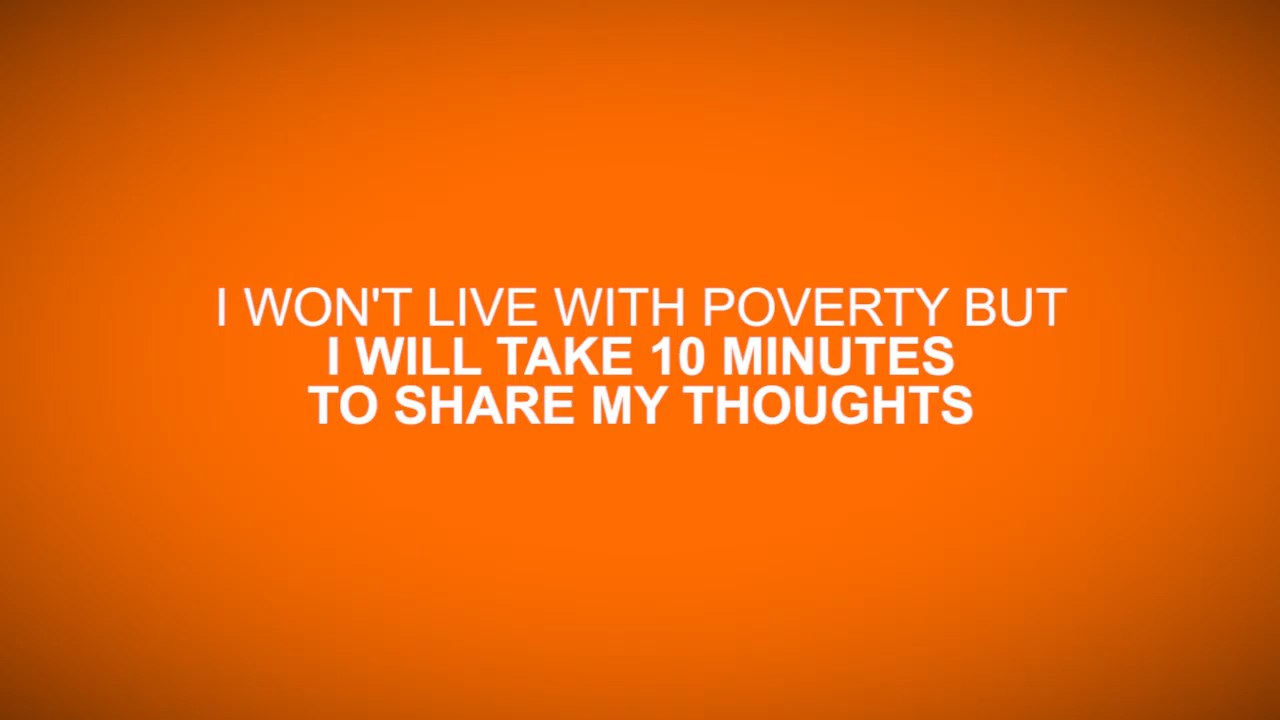 I WON'T LIVE WITH POVERTY BUT
I WILL TAKE 10 MINUTES
TO SHARE MY THOUGHTS